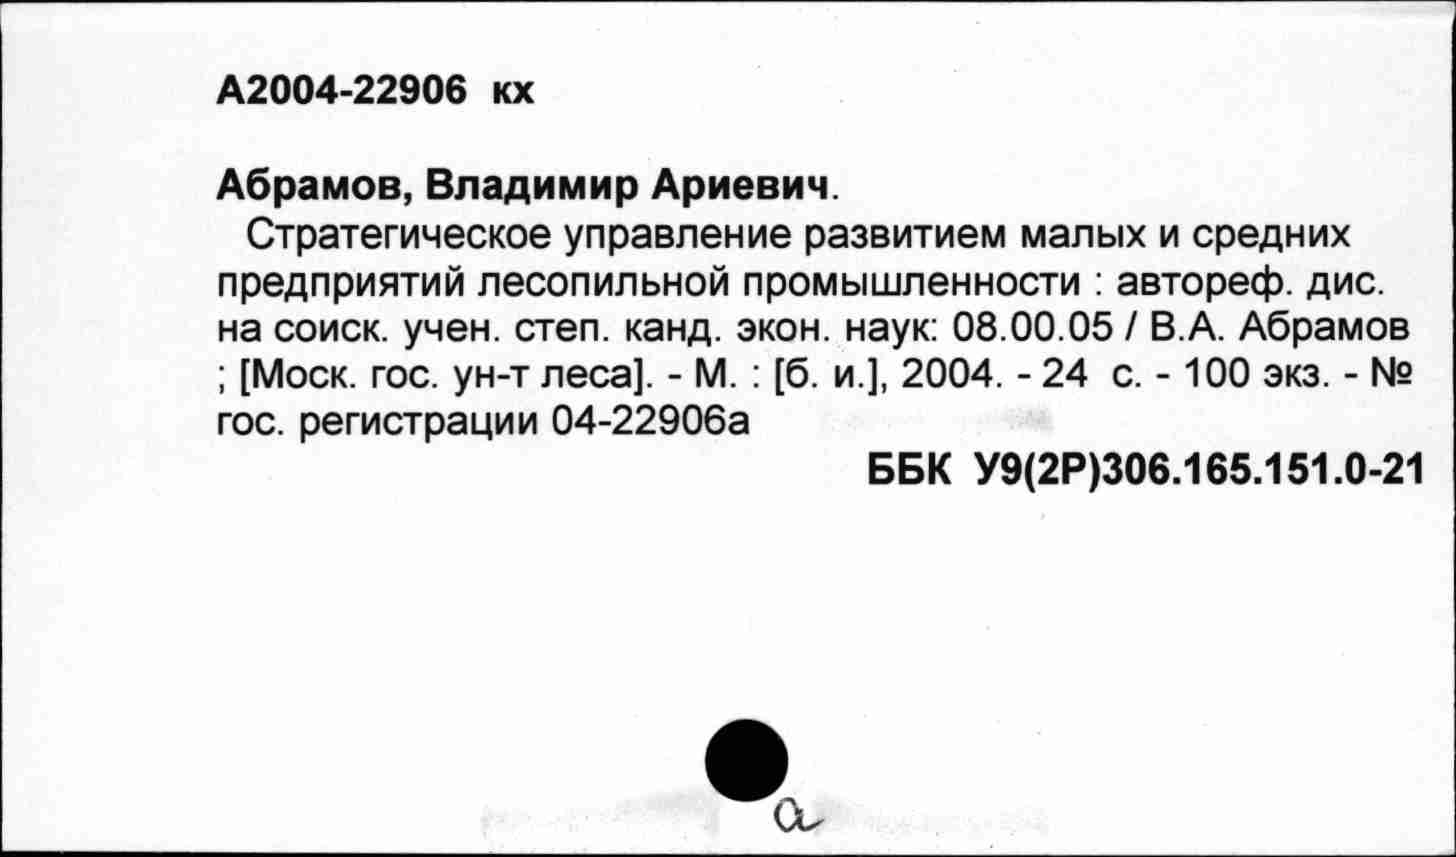 А2004-22906 кх
Абрамов, Владимир Ариевич.
Стратегическое управление развитием малых и средних
предприятий лесопильной промышленности : автореф. дис.
на соиск. учен. степ. канд. экон. наук: 08.00.05 / В.А. Абрамов
; [Моск. гос. ун-т леса]. - М. : [б. и.], 2004. - 24 с. - 100 экз. - №
гос. регистрации 04-22906а
ББК У9(2Р)306.165.151.0-21
а